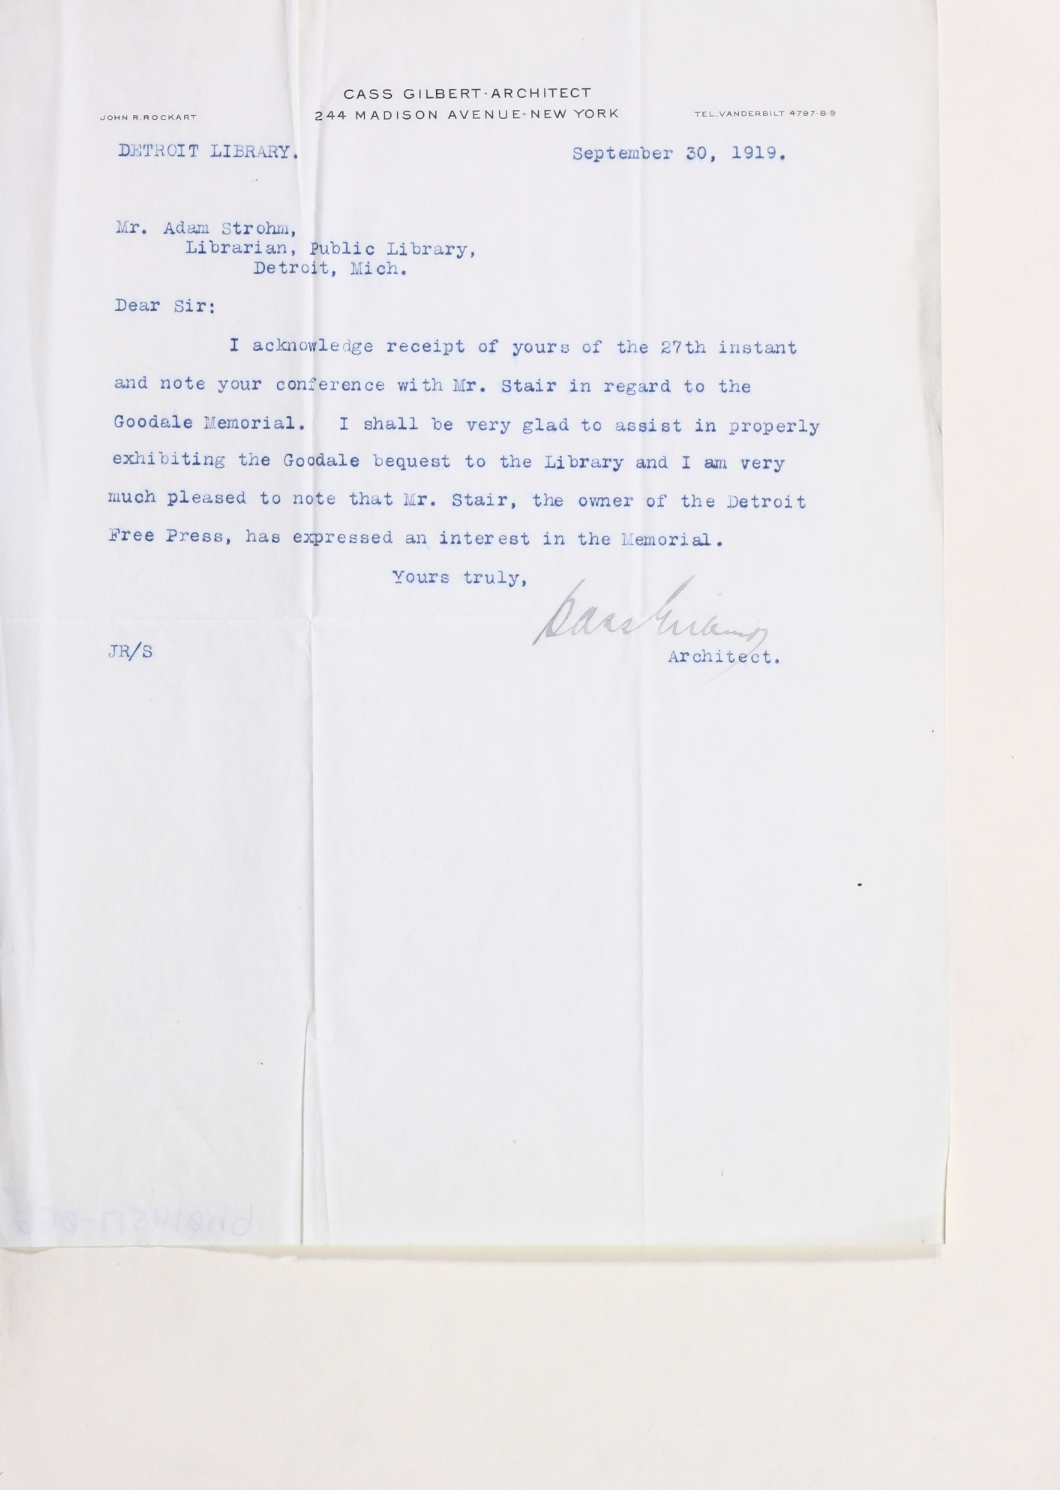 CASS GILBERT-ARCHITECT
JOHN R. ROCKART 244 MADISON AVENUE-NEW YORK TEL. VANDERBILT 4797-8-9
DETROIT LIBRARY. September 30, 1919.
Mr. Adam Strohm,
Librarian, Public Library,
Detroit, Mich.
Dear Sir:
I acknowledge receipt of yours of the 27th instant
and note your conference with Mr. Stair in regard to the
Goodale Memorial. I shall be very glad to assist in properly
exhibiting the Goodale bequest to the Library and I am very
much pleased to note that Mr. Stair, the owner of the Detroit
Free Press, has expressed an interest in the Memorial.
Yours truly,
Cass Gilbert
JR/S Architect.